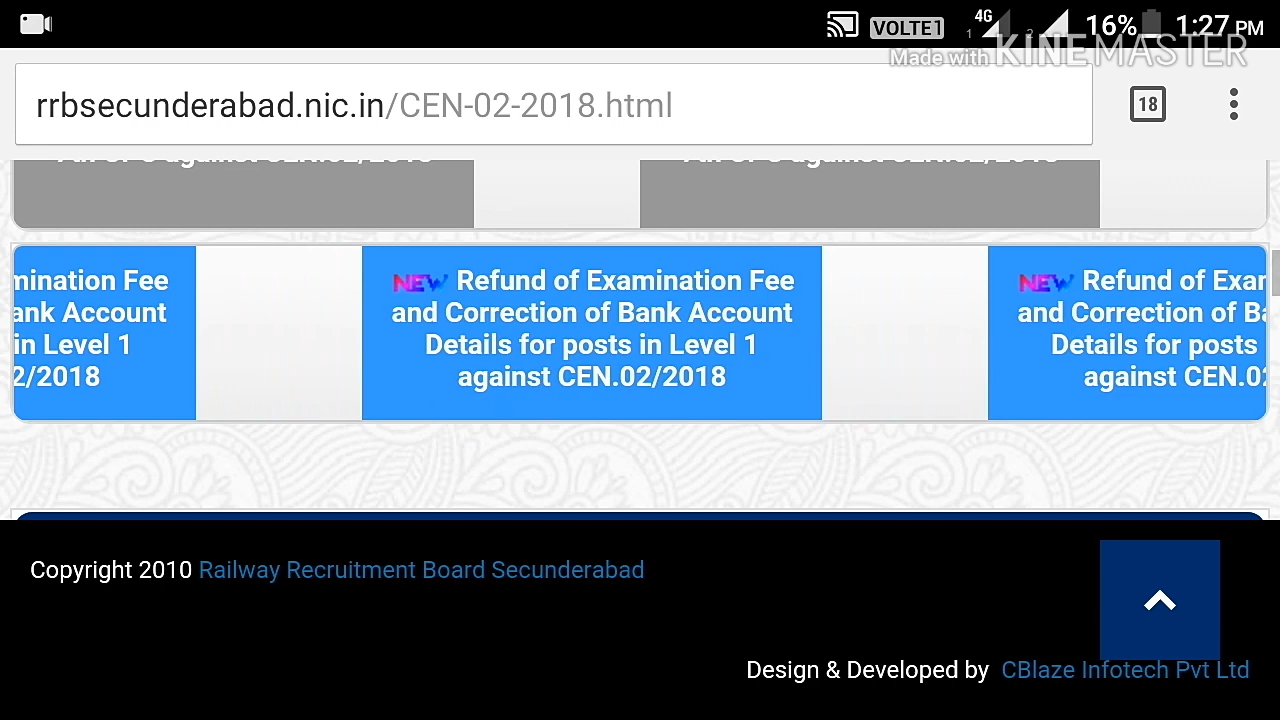 VOLTE1 4G 1 2 16% 1:27 PM
Made with KINEMASTER
rrbsecunderabad.nic.in/CEN-02-2018.html
18
mination Fee
ank Account
in Level 1
2/2018
NEW Refund of Examination Fee
and Correction of Bank Account
Details for posts in Level 1
against CEN.02/2018
NEW Refund of Exar
and Correction of Ba
Details for posts
against CEN.0
Copyright 2010 Railway Recruitment Board Secunderabad
Design & Developed by CBlaze Infotech Pvt Ltd